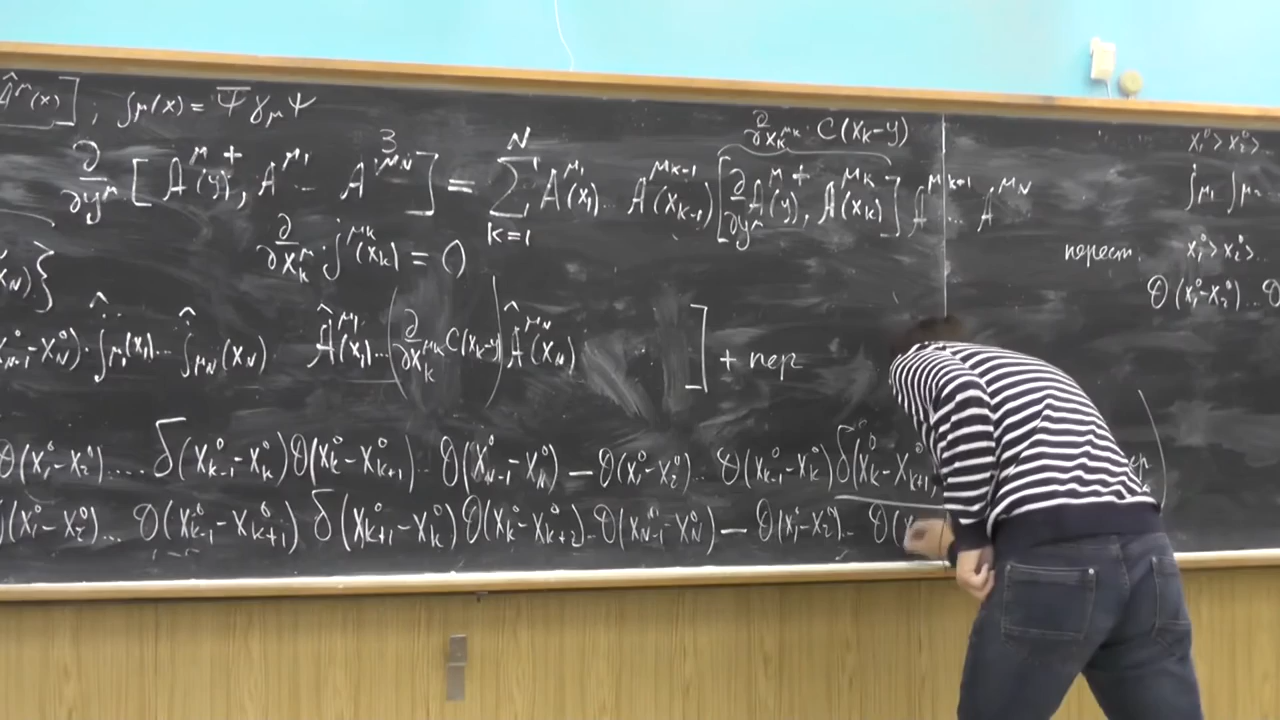 Â^μ(x)] ; ∫μ(x) = Ψ̅ γ_μ Ψ
3
∂/∂y^μ [A^{μ+}(y), A^{μ_1} – A^{μ_N}] = Σ_{k=1}^{N} A^{μ_1}(x_1)... A^{μ_{k-1}}(x_{k-1}) [∂/∂y^μ A^{μ+}(y), A^{μ_k}(x_k)] A^{μ_{k+1}} ... A^{μ_N}
∂/∂x_k^{μ_k} C(x_k-y)
∂/∂x_k^μ ∫^{μ_k}(x_k) = 0
x_N)}
x_{N-1}^0-x_N^0)·∫̂_{μ_1}(x_1)... ∫̂_{μ_N}(x_N) Â^{μ_1}(x_1)...(∂/∂x_k^{μ_k} C(x_k-y)) Â^{μ_N}(x_N) ] + пер
Θ(x_1^0-x_2^0)..... δ(x_{k-1}^0-x_k^0)Θ(x_k^0-x_{k+1}^0)... Θ(x_{N-1}^0-x_N^0) – Θ(x_1^0-x_2^0)... Θ(x_{k-1}^0-x_k^0)δ(x_k^0-x_{k+1}
(x_1^0-x_2^0)... Θ(x_{k-1}^0-x_{k+1}^0) δ(x_{k+1}^0-x_k^0)Θ(x_k^0-x_{k+2}^0)...Θ(x_{N-1}^0-x_N^0) – Θ(x_1^0-x_2^0)... Θ(x
x_1^0>x_2^0>...
∫_{μ_1} ∫_{μ_2}...
перест. x_1^0>x_2^0>...
Θ(x_1^0-x_2^0)...Θ